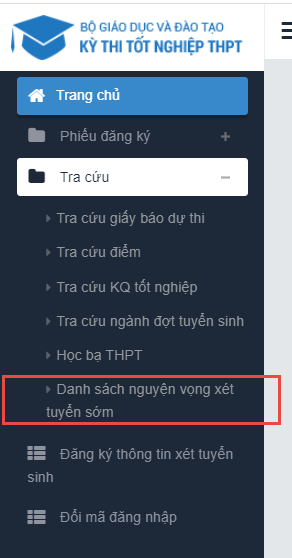 BỘ GIÁO DỤC VÀ ĐÀO TẠO
KỲ THI TỐT NGHIỆP THPT
Trang chủ
Phiếu đăng ký
Tra cứu
Tra cứu giấy báo dự thi
Tra cứu điểm
Tra cứu KQ tốt nghiệp
Tra cứu ngành đợt tuyển sinh
Học bạ THPT
Danh sách nguyện vọng xét
tuyển sớm
Đăng ký thông tin xét tuyển
sinh
Đổi mã đăng nhập